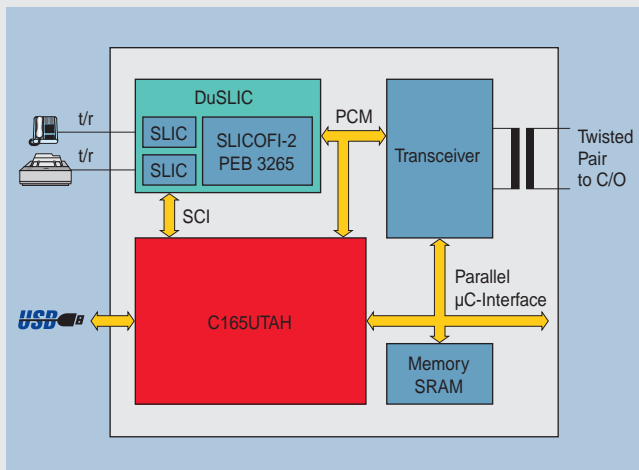 DuSLIC
t/r
SLIC
SLICOFI-2
PEB 3265
t/r
SLIC
PCM
Transceiver
Twisted
Pair
to C/O
SCI
Parallel
µC-Interface
USB
C165UTAH
Memory
SRAM